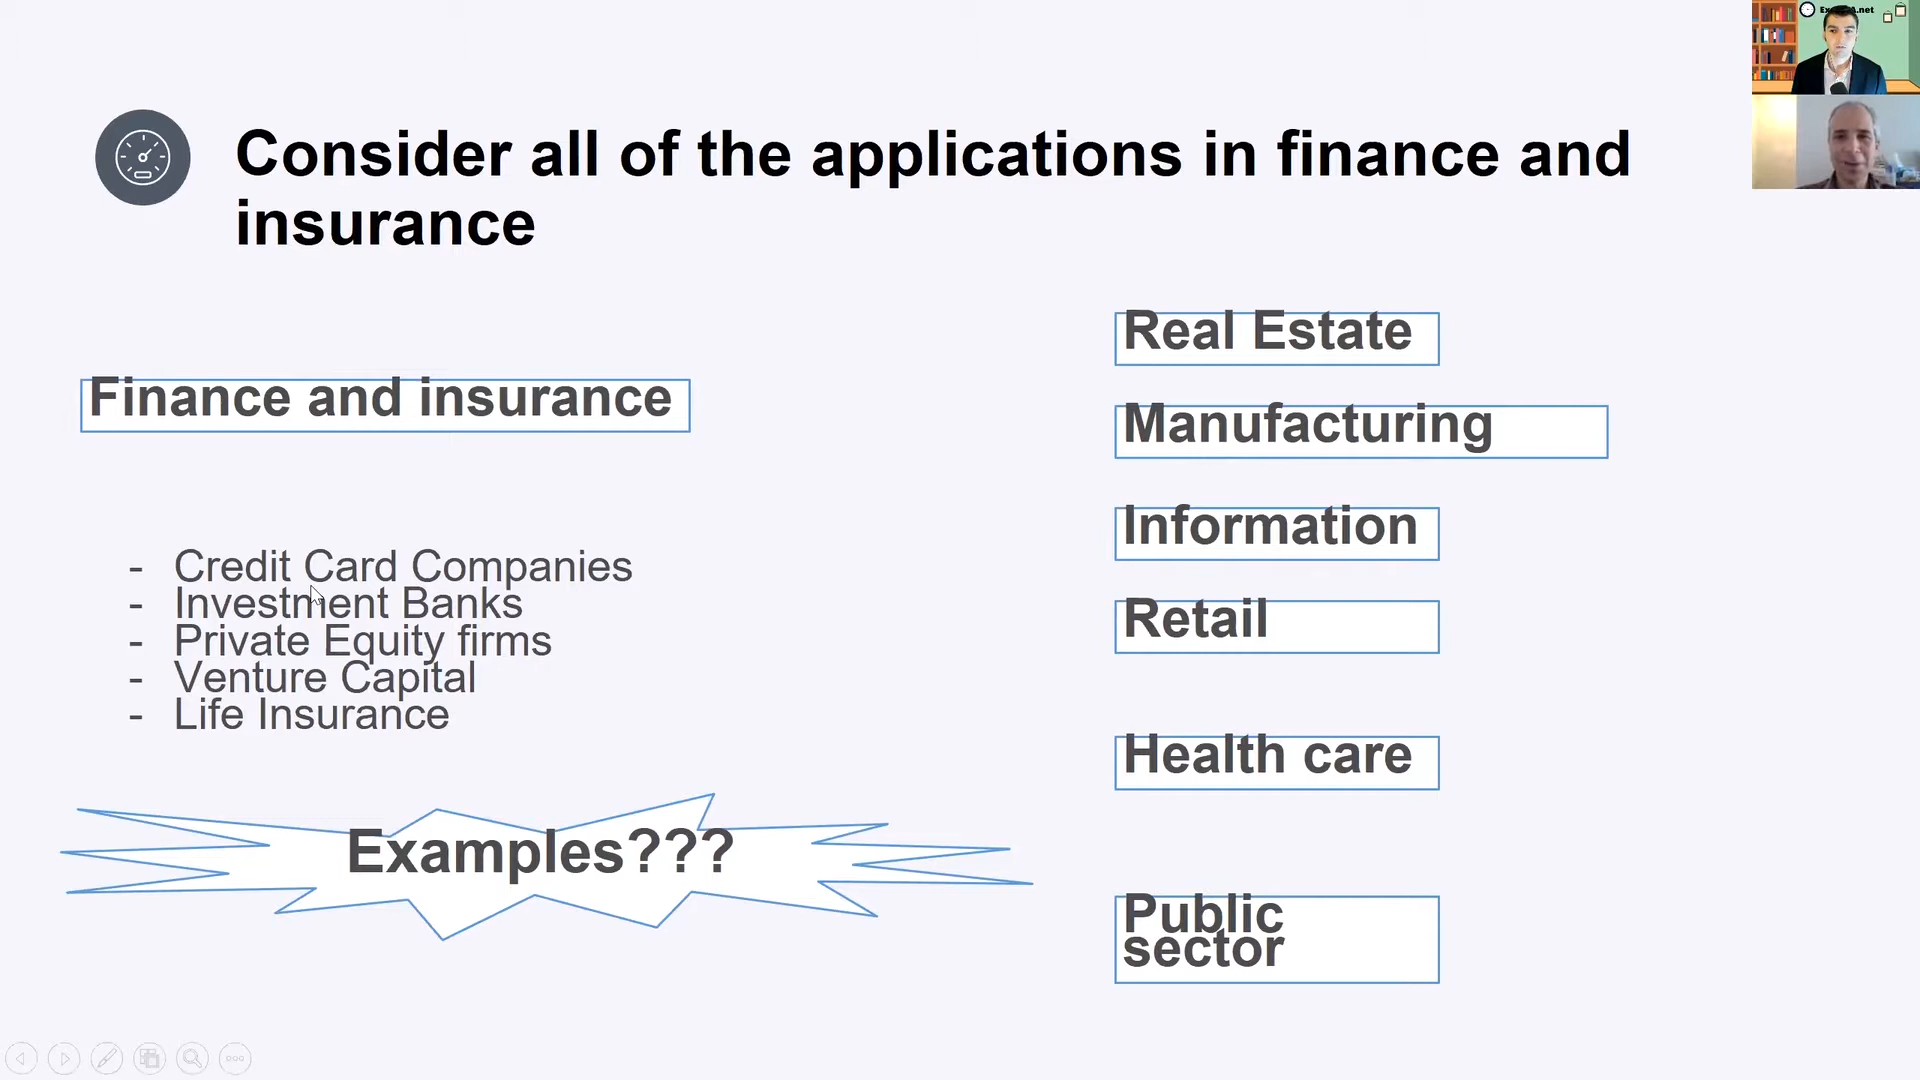 Consider all of the applications in finance and
insurance
Finance and insurance
- Credit Card Companies
- Investment Banks
- Private Equity firms
- Venture Capital
- Life Insurance
Examples???
Real Estate
Manufacturing
Information
Retail
Health care
Public
sector